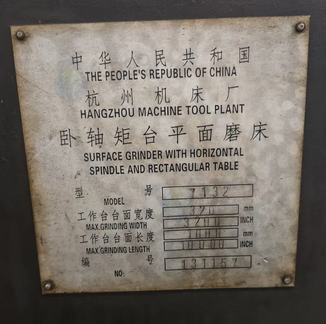 中华人民共和国
THE PEOPLE'S REPUBLIC OF CHINA
杭州机床厂
HANGZHOU MACHINE TOOL PLANT
卧轴矩台平面磨床
SURFACE GRINDER WITH HORIZONTAL
SPINDLE AND RECTANGULAR TABLE
型号 7132
MODEL
工作台台面宽度 mm
MAX.GRINDING WIDTH INCH
工作台台面长度 mm
MAX.GRINDING LENGTH INCH
编号
NO: